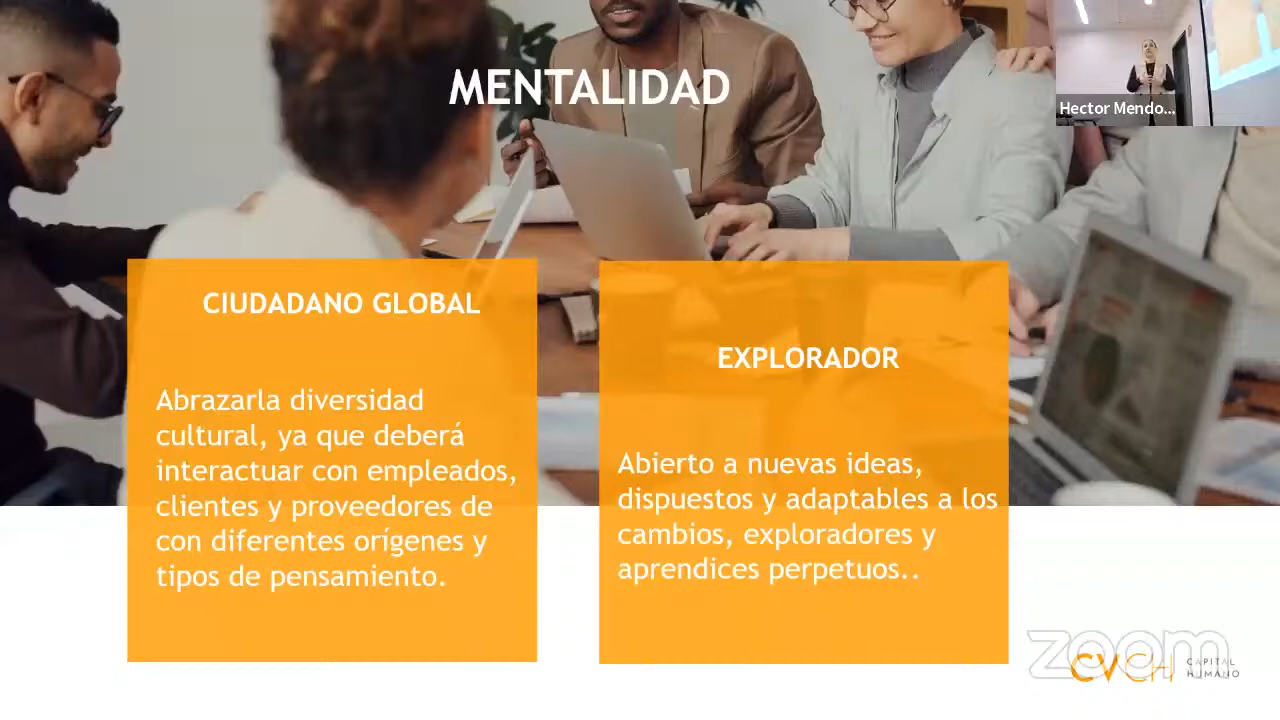 MENTALIDAD
Hector Mendo...
CIUDADANO GLOBAL
Abrazarla diversidad
cultural, ya que deberá
interactuar con empleados,
clientes y proveedores de
con diferentes orígenes y
tipos de pensamiento.
EXPLORADOR
Abierto a nuevas ideas,
dispuestos y adaptables a los
cambios, exploradores y
aprendices perpetuos..
zoom
CVCH CAPITAL
HUMANO